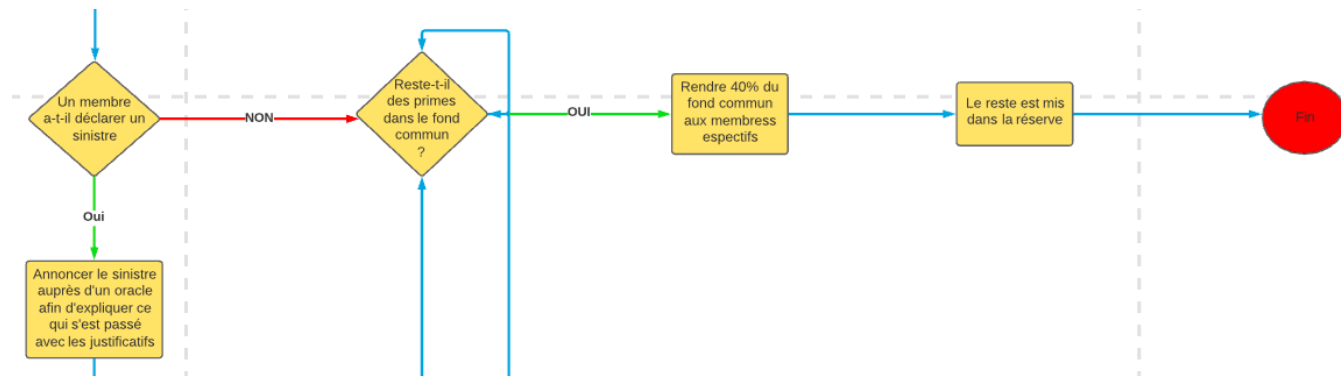 Un membre
a-t-il déclarer un
sinistre
NON
Reste-t-il
des primes
dans le fond
commun
?
OUI
Rendre 40% du
fond commun
aux membress
espectifs
Le reste est mis
dans la réserve
Fin
Oui
Annoncer le sinistre
auprès d'un oracle
afin d'expliquer ce
qui s'est passé
avec les justificatifs